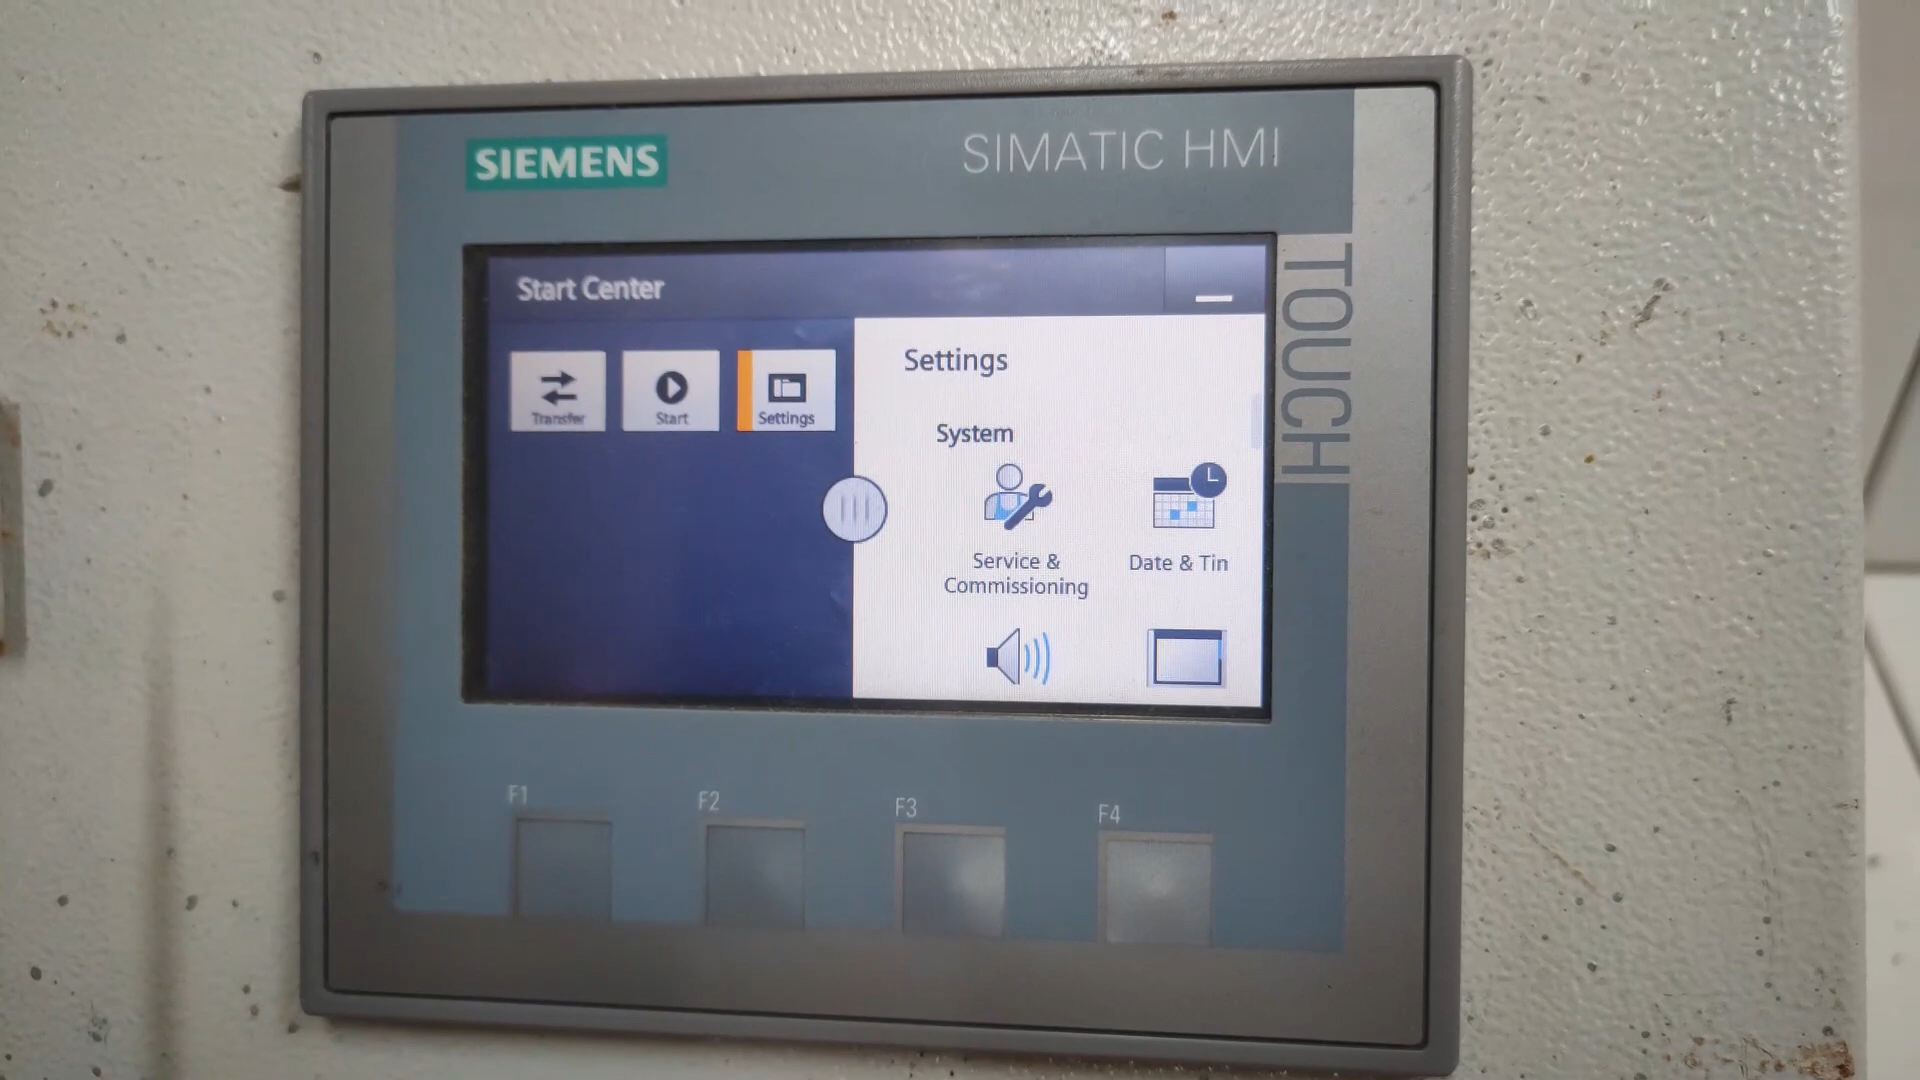 SIEMENS
SIMATIC HMI
TOUCH
Start Center
Transfer
Start
Settings
Settings
System
Service &
Commissioning
Date & Tin
F1
F2
F3
F4